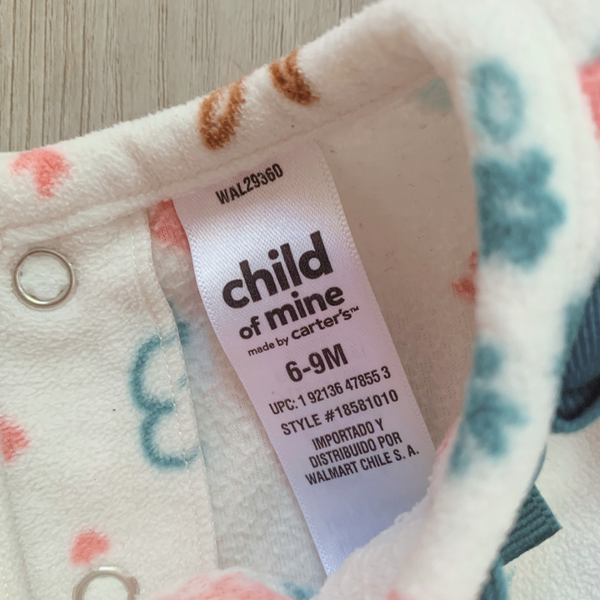 WAL29360
child
of mine
made by carter's™
6-9M
UPC: 1 92136 47855 3
STYLE #18581010
IMPORTADO Y
DISTRIBUIDO POR
WALMART CHILE S. A.